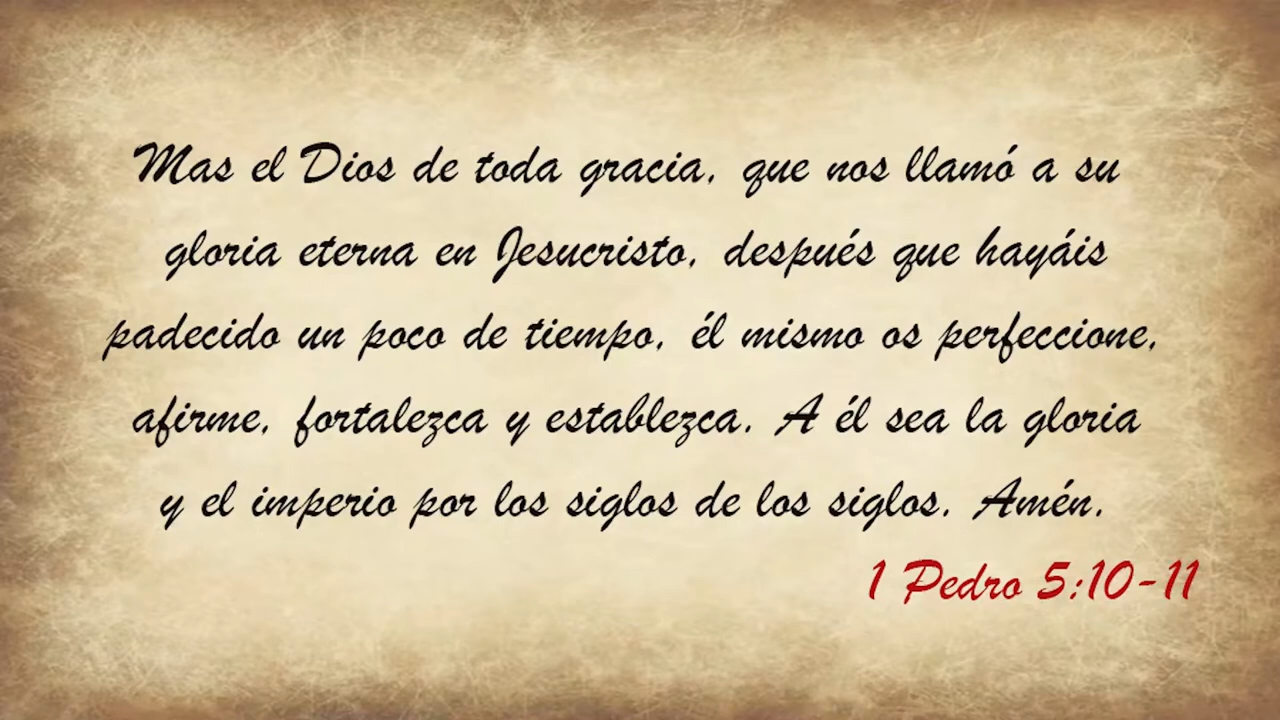 Mas el Dios de toda gracia, que nos llamó a su
gloria eterna en Jesucristo, después que hayáis
padecido un poco de tiempo, él mismo os perfeccione,
afirme, fortalezca y establezca. A él sea la gloria
y el imperio por los siglos de los siglos. Amén.
1 Pedro 5:10-11